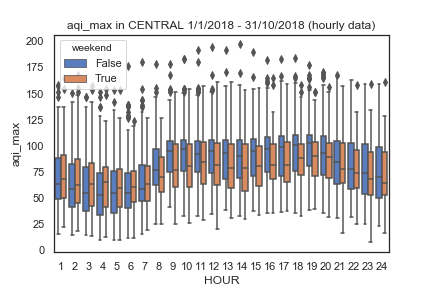 aqi_max in CENTRAL 1/1/2018 - 31/10/2018 (hourly data)
200
175
150
125
100
75
50
25
0
aqi_max
weekend
False
True
1 2 3 4 5 6 7 8 9 10 11 12 13 14 15 16 17 18 19 20 21 22 23 24
HOUR